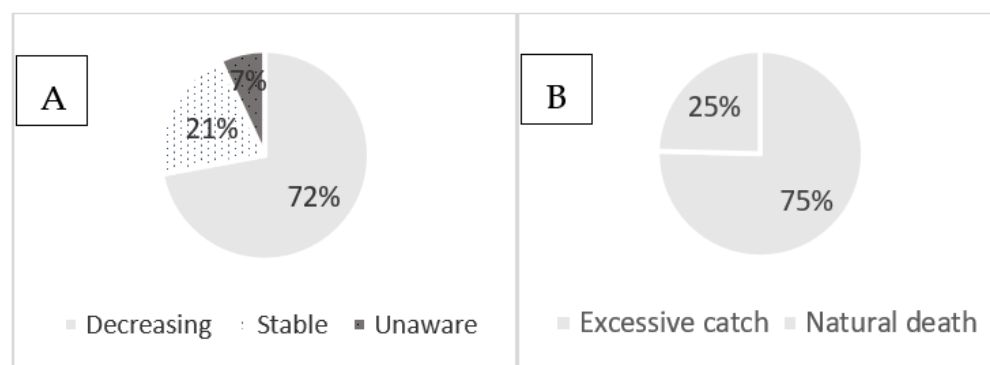 A
7%
21%
72%
Decreasing Stable Unaware
B
25%
75%
Excessive catch Natural death